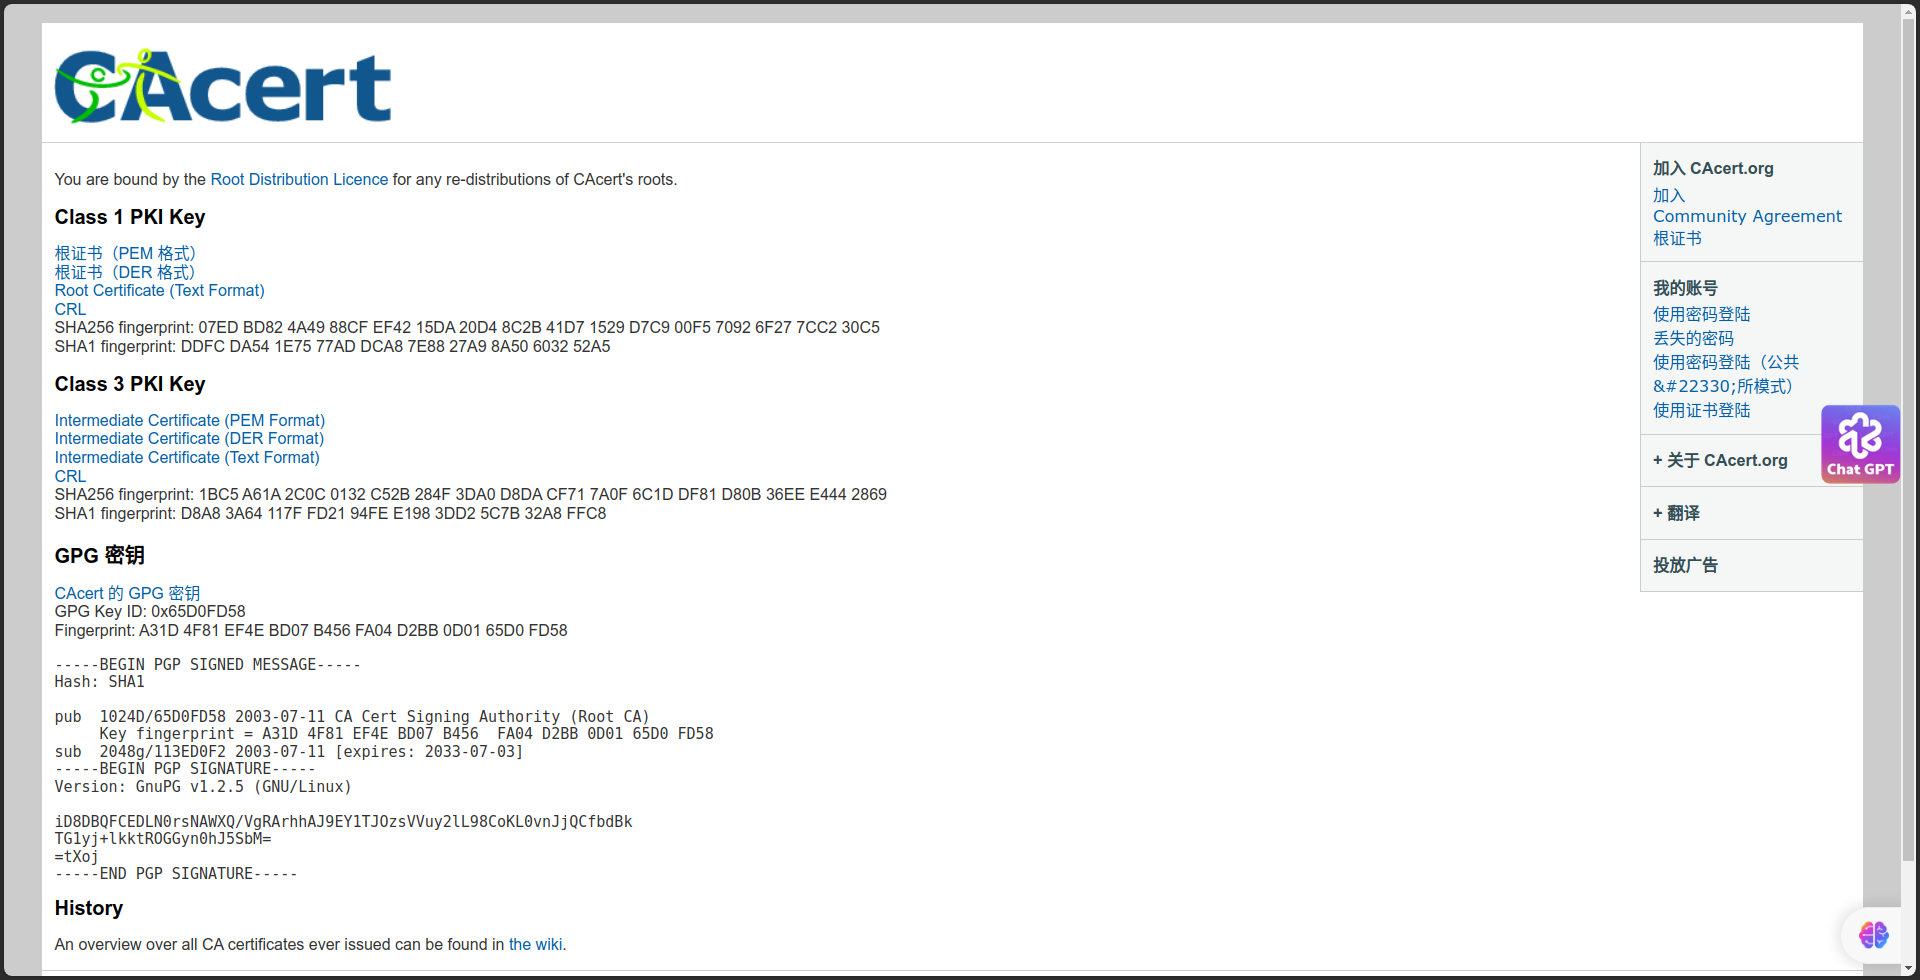 CAcert
You are bound by the Root Distribution Licence for any re-distributions of CAcert's roots.
Class 1 PKI Key
根证书（PEM 格式）
根证书（DER 格式）
Root Certificate (Text Format)
CRL
SHA256 fingerprint: 07ED BD82 4A49 88CF EF42 15DA 20D4 8C2B 41D7 1529 D7C9 00F5 7092 6F27 7CC2 30C5
SHA1 fingerprint: DDFC DA54 1E75 77AD DCA8 7E88 27A9 8A50 6032 52A5
Class 3 PKI Key
Intermediate Certificate (PEM Format)
Intermediate Certificate (DER Format)
Intermediate Certificate (Text Format)
CRL
SHA256 fingerprint: 1BC5 A61A 2C0C 0132 C52B 284F 3DA0 D8DA CF71 7A0F 6C1D DF81 D80B 36EE E444 2869
SHA1 fingerprint: D8A8 3A64 117F FD21 94FE E198 3DD2 5C7B 32A8 FFC8
GPG 密钥
CAcert 的 GPG 密钥
GPG Key ID: 0x65D0FD58
Fingerprint: A31D 4F81 EF4E BD07 B456 FA04 D2BB 0D01 65D0 FD58
-----BEGIN PGP SIGNED MESSAGE-----
Hash: SHA1
pub  1024D/65D0FD58 2003-07-11 CA Cert Signing Authority (Root CA)
     Key fingerprint = A31D 4F81 EF4E BD07 B456  FA04 D2BB 0D01 65D0 FD58
sub  2048g/113ED0F2 2003-07-11 [expires: 2033-07-03]
-----BEGIN PGP SIGNATURE-----
Version: GnuPG v1.2.5 (GNU/Linux)
iD8DBQFCEDLN0rsNAWXQ/VgRArhhAJ9EY1TJOzsVVuy2lL98CoKL0vnJjQCfbdBk
TG1yj+lkktROGGyn0hJ5SbM=
=tXoj
-----END PGP SIGNATURE-----
History
An overview over all CA certificates ever issued can be found in the wiki.
加入 CAcert.org
加入
Community Agreement
根证书
我的账号
使用密码登陆
丢失的密码
使用密码登陆（公共
&#22330;所模式）
使用证书登陆
+ 关于 CAcert.org
+ 翻译
投放广告
Chat GPT